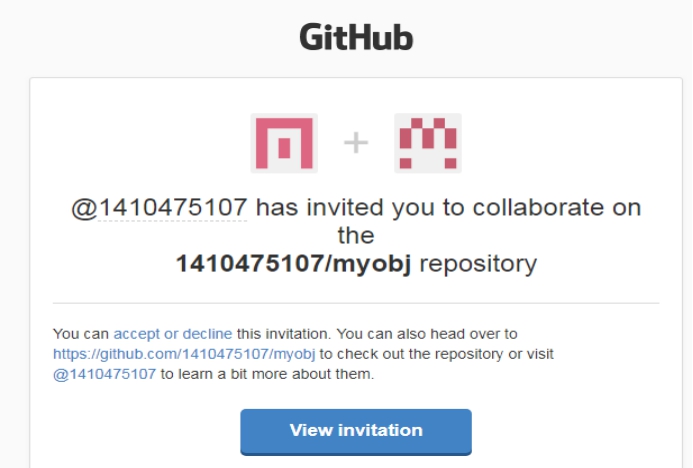 GitHub
+
@1410475107 has invited you to collaborate on
the
1410475107/myobj repository
You can accept or decline this invitation. You can also head over to
https://github.com/1410475107/myobj to check out the repository or visit
@1410475107 to learn a bit more about them.
View invitation